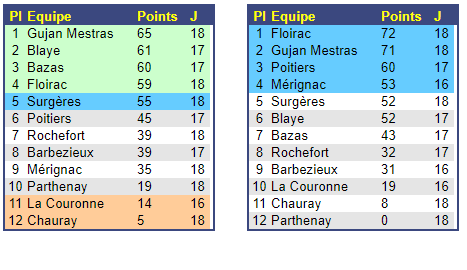 Pl Equipe Points J
1 Gujan Mestras 65 18
2 Blaye 61 17
3 Bazas 60 17
4 Floirac 59 18
5 Surgères 55 18
6 Poitiers 45 17
7 Rochefort 39 18
8 Barbezieux 39 17
9 Mérignac 35 18
10 Parthenay 19 18
11 La Couronne 14 16
12 Chauray 5 18
Pl Equipe Points J
1 Floirac 72 18
2 Gujan Mestras 71 18
3 Poitiers 60 17
4 Mérignac 53 16
5 Surgères 52 18
6 Blaye 52 17
7 Bazas 43 17
8 Rochefort 32 17
9 Barbezieux 31 16
10 La Couronne 19 16
11 Chauray 8 18
12 Parthenay 0 18